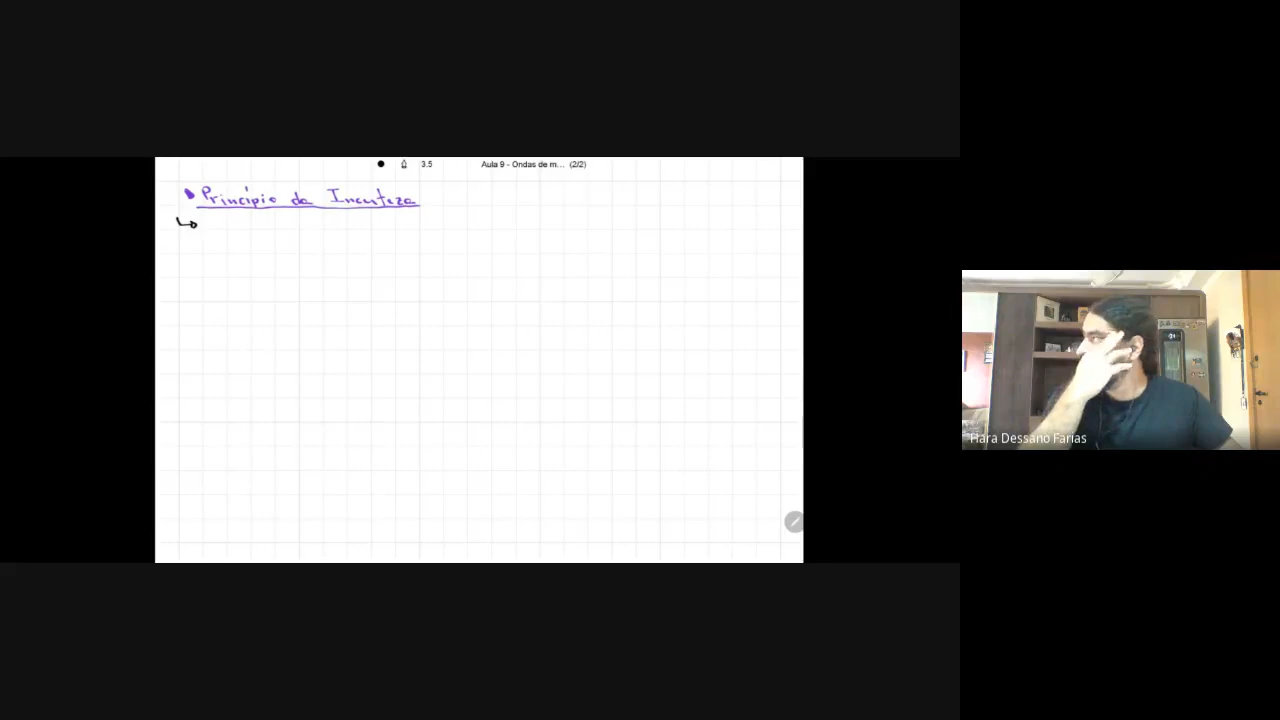 3.5 Aula 9 - Ondas de m... (2/2)
Princípio da Incerteza
Hara Dessano Farias